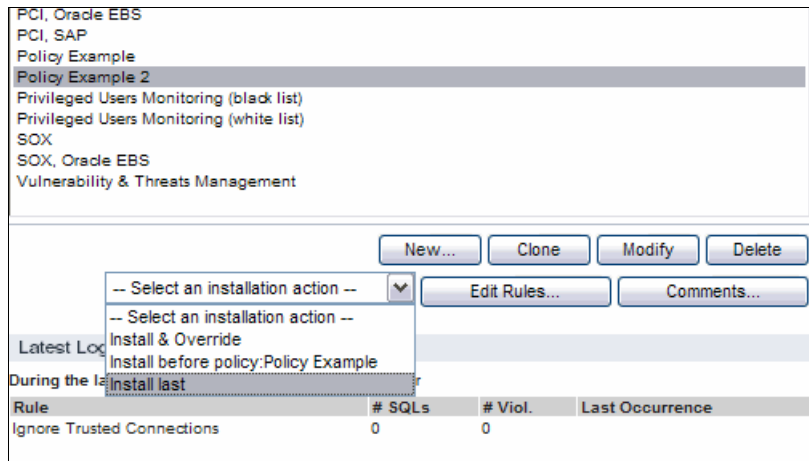 PCI, Oracle EBS
PCI, SAP
Policy Example
Policy Example 2
Privileged Users Monitoring (black list)
Privileged Users Monitoring (white list)
SOX
SOX, Oracle EBS
Vulnerability & Threats Management
New... Clone Modify Delete
-- Select an installation action -- Edit Rules... Comments...
-- Select an installation action --
Install & Override
Latest Log
Install before policy:Policy Example
During the la
Install last
r
Rule # SQLs # Viol. Last Occurrence
Ignore Trusted Connections 0 0